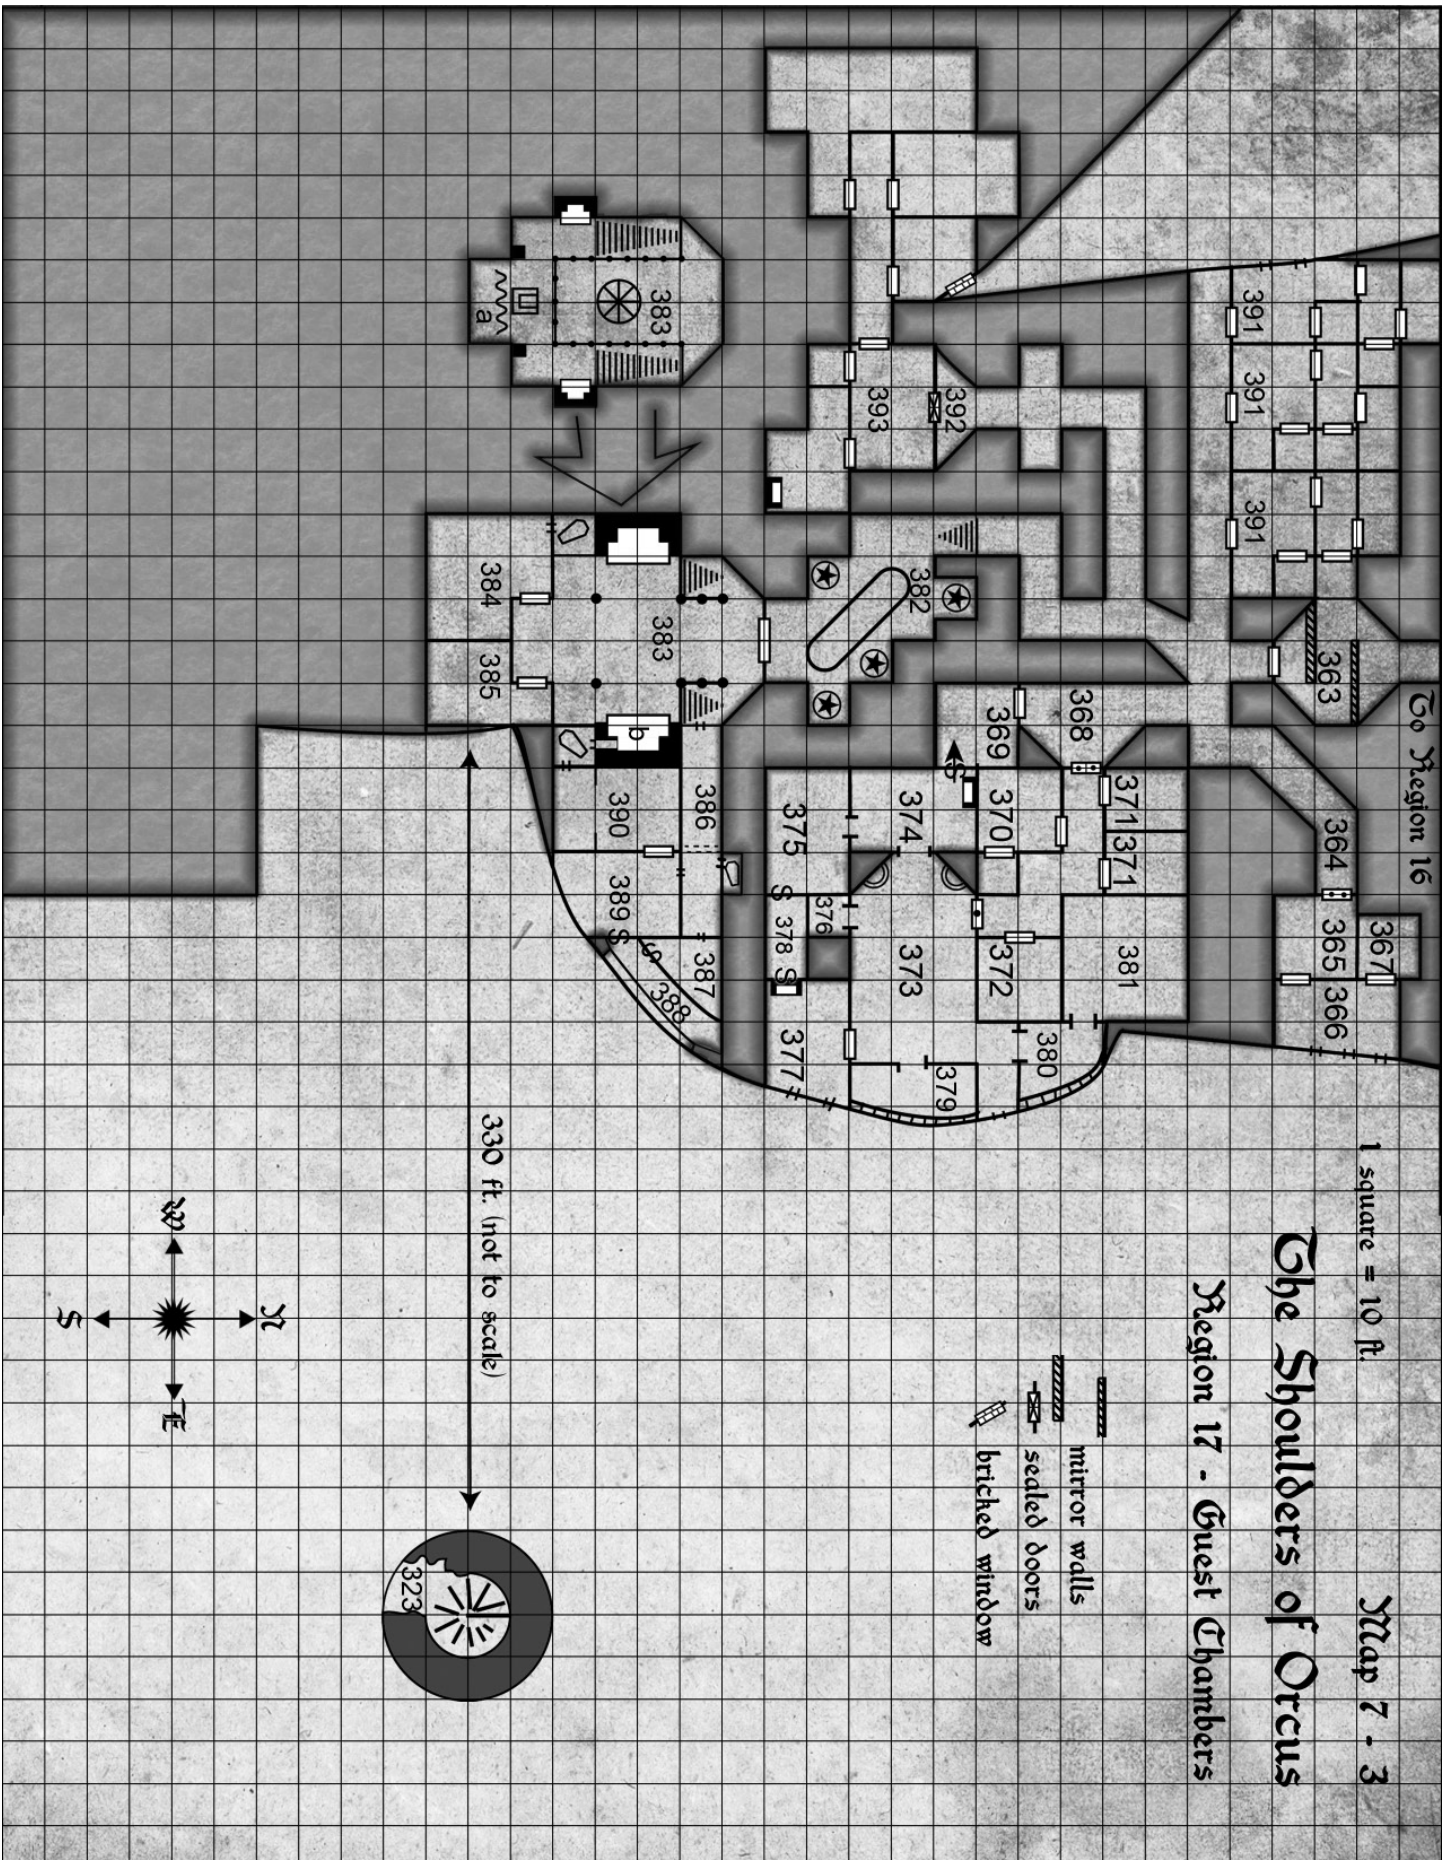 Map 7 - 3
The Shoulders of Orcus
Region 17 - Guest Chambers
1 square = 10 ft.
To Region 16
mirror walls
sealed doors
bricked window
367
364
365
366
363
391
391
391
371
371
381
368
380
370
372
369
S
379
392
382
374
373
393
376
375
S
378
S
377
386
387
383
383
388
b
S
390
389
S
a
384
385
330 ft. (not to scale)
323
N
W
E
S